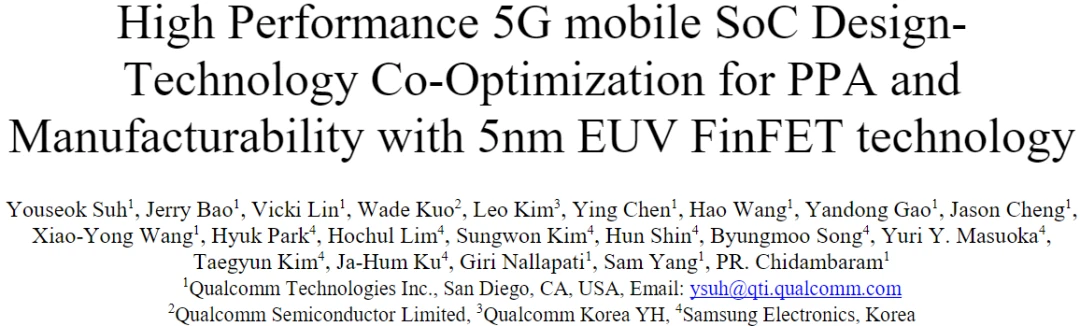 High Performance 5G mobile SoC Design-
Technology Co-Optimization for PPA and
Manufacturability with 5nm EUV FinFET technology
Youseok Suh¹, Jerry Bao¹, Vicki Lin¹, Wade Kuo², Leo Kim³, Ying Chen¹, Hao Wang¹, Yandong Gao¹, Jason Cheng¹,
Xiao-Yong Wang¹, Hyuk Park⁴, Hochul Lim⁴, Sungwon Kim⁴, Hun Shin⁴, Byungmoo Song⁴, Yuri Y. Masuoka⁴,
Taegyun Kim⁴, Ja-Hum Ku⁴, Giri Nallapati¹, Sam Yang¹, PR. Chidambaram¹
¹Qualcomm Technologies Inc., San Diego, CA, USA, Email: ysuh@qti.qualcomm.com
²Qualcomm Semiconductor Limited, ³Qualcomm Korea YH, ⁴Samsung Electronics, Korea